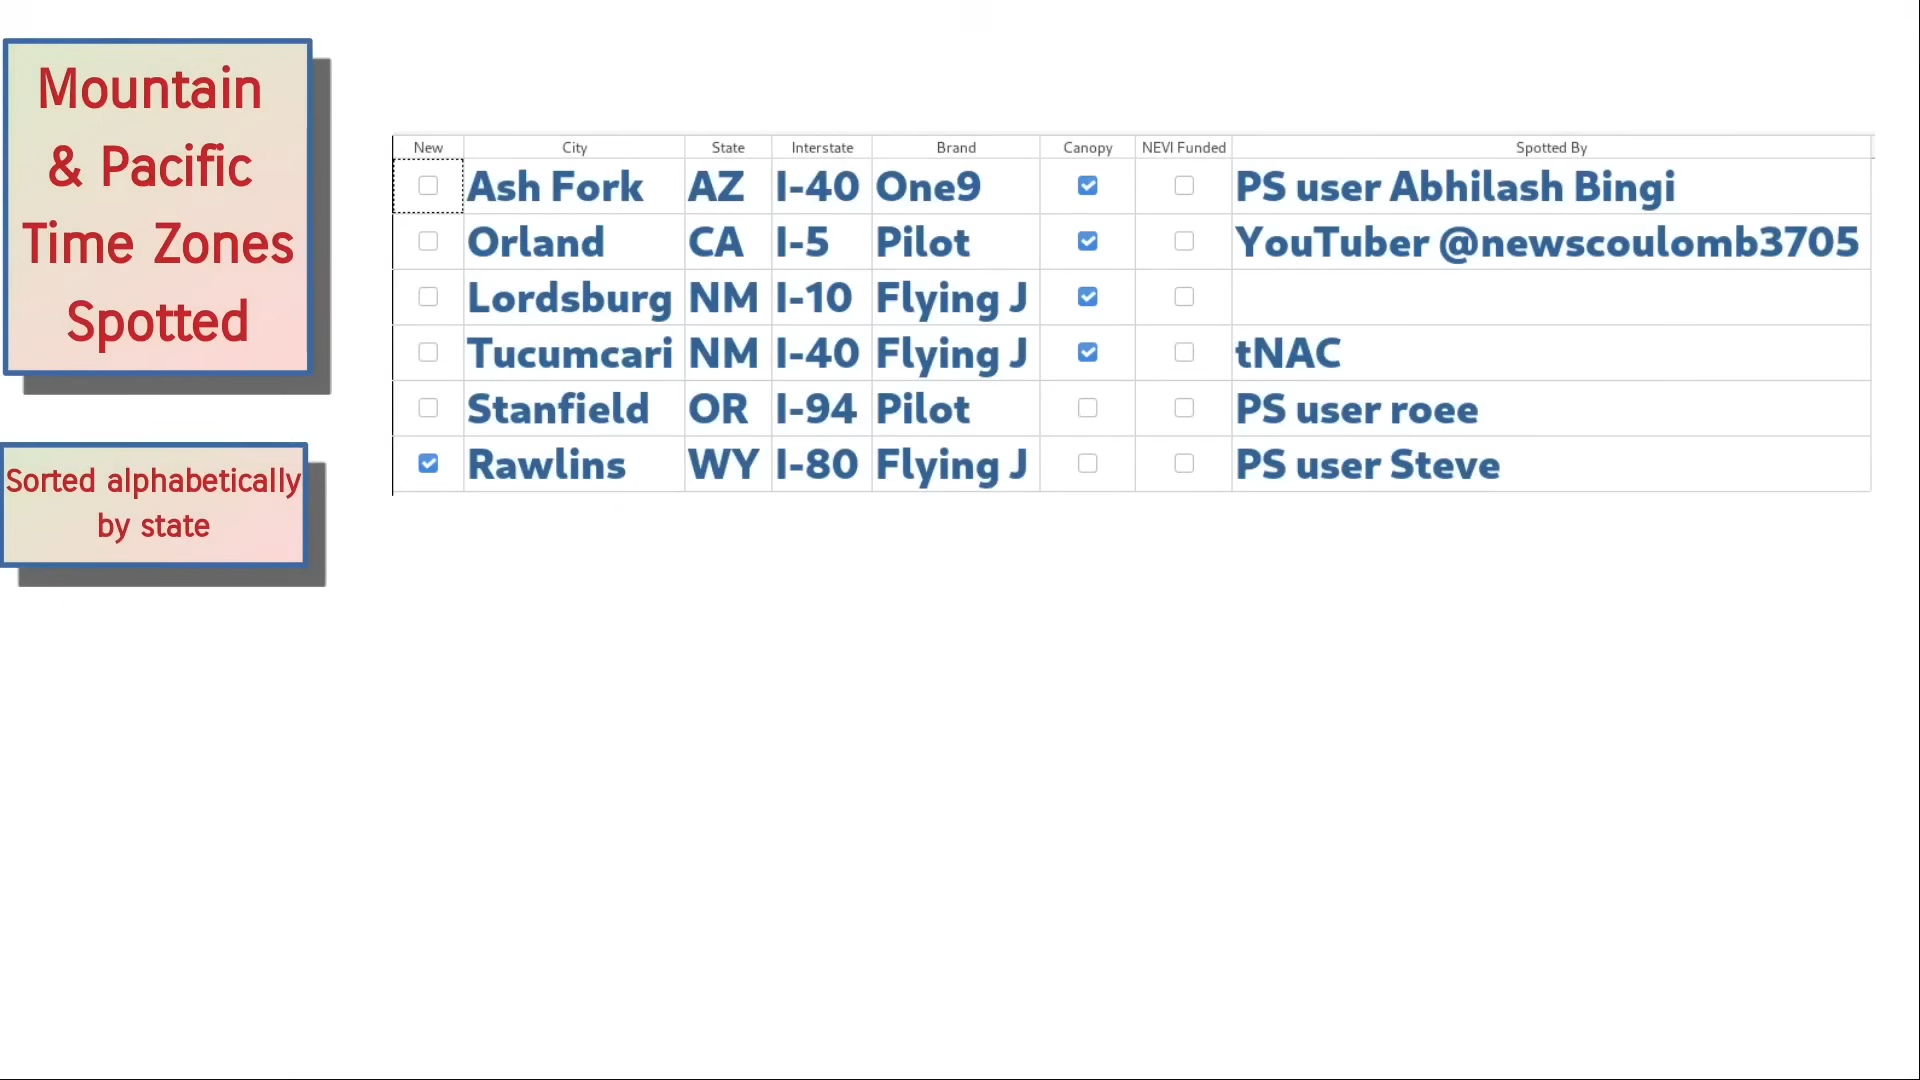 Mountain
& Pacific
Time Zones
Spotted
Sorted alphabetically
by state
New City State Interstate Brand Canopy NEVI Funded Spotted By
Ash Fork AZ I-40 One9 PS user Abhilash Bingi
Orland CA I-5 Pilot YouTuber @newscoulomb3705
Lordsburg NM I-10 Flying J
Tucumcari NM I-40 Flying J tNAC
Stanfield OR I-94 Pilot PS user roee
Rawlins WY I-80 Flying J PS user Steve